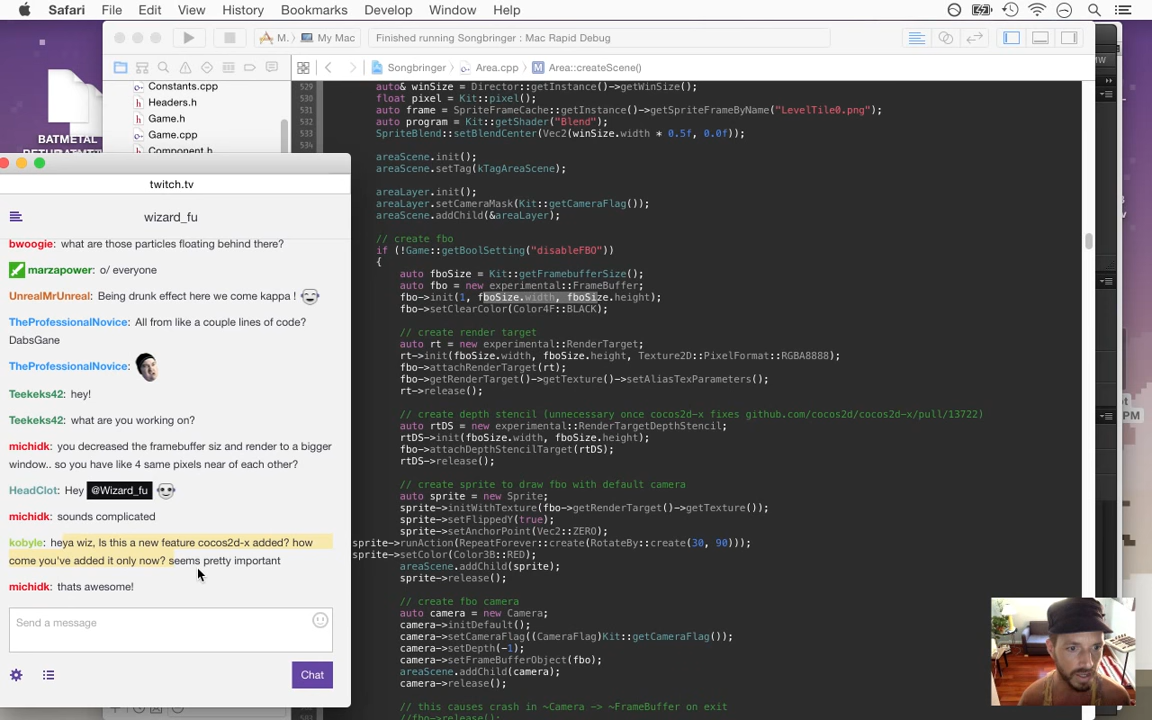 Safari File Edit View History Bookmarks Develop Window Help
M. My Mac
Finished running Songbringer : Mac Rapid Debug
Songbringer Area.cpp M Area::createScene()
Constants.cpp
Headers.h
Game.h
Game.cpp
Component.h
BATMETAL
twitch.tv
wizard_fu
bwoogie: what are those particles floating behind there?
marzapower: o/ everyone
UnrealMrUnreal: Being drunk effect here we come kappa !
TheProfessionalNovice: All from like a couple lines of code?
DabsGane
TheProfessionalNovice:
Teekeks42: hey!
Teekeks42: what are you working on?
michidk: you decreased the framebuffer siz and render to a bigger
window.. so you have like 4 same pixels near of each other?
HeadClot: Hey @Wizard_fu
michidk: sounds complicated
kobyle: heya wiz, Is this a new feature cocos2d-x added? how
come you've added it only now? seems pretty important
michidk: thats awesome!
Send a message
Chat
529 auto& winSize = Director::getInstance()->getWinSize();
530 float pixel = Kit::pixel();
531 auto frame = SpriteFrameCache::getInstance()->getSpriteFrameByName("LevelTile0.png");
532 auto program = Kit::getShader("Blend");
533 SpriteBlend::setBlendCenter(Vec2(winSize.width * 0.5f, 0.0f));
534
areaScene.init();
areaScene.setTag(kTagAreaScene);
areaLayer.init();
areaLayer.setCameraMask(Kit::getCameraFlag());
areaScene.addChild(&areaLayer);
// create fbo
if (!Game::getBoolSetting("disableFBO"))
{
auto fboSize = Kit::getFramebufferSize();
auto fbo = new experimental::FrameBuffer;
fbo->init(1, fboSize.width, fboSize.height);
fbo->setClearColor(Color4F::BLACK);
// create render target
auto rt = new experimental::RenderTarget;
rt->init(fboSize.width, fboSize.height, Texture2D::PixelFormat::RGBA8888);
fbo->attachRenderTarget(rt);
fbo->getRenderTarget()->getTexture()->setAliasTexParameters();
rt->release();
// create depth stencil (unnecessary once cocos2d-x fixes github.com/cocos2d/cocos2d-x/pull/13722)
auto rtDS = new experimental::RenderTargetDepthStencil;
rtDS->init(fboSize.width, fboSize.height);
fbo->attachDepthStencilTarget(rtDS);
rtDS->release();
// create sprite to draw fbo with default camera
auto sprite = new Sprite;
sprite->initWithTexture(fbo->getRenderTarget()->getTexture());
sprite->setFlippedY(true);
sprite->setAnchorPoint(Vec2::ZERO);
sprite->runAction(RepeatForever::create(RotateBy::create(30, 90)));
sprite->setColor(Color3B::RED);
areaScene.addChild(sprite);
sprite->release();
// create fbo camera
auto camera = new Camera;
camera->initDefault();
camera->setCameraFlag((CameraFlag)Kit::getCameraFlag());
camera->setDepth(-1);
camera->setFrameBufferObject(fbo);
areaScene.addChild(camera);
camera->release();
// this causes crash in ~Camera -> ~FrameBuffer on exit
//fbo->release();
PM